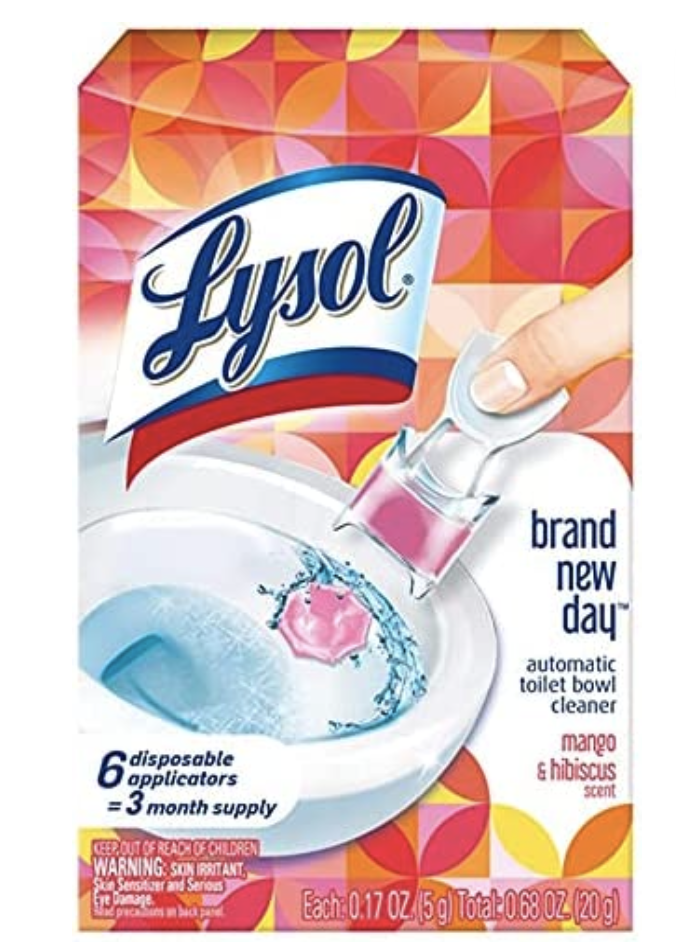 Lysol®
brand
new
day™
automatic
toilet bowl
cleaner
mango
& hibiscus
scent
6 disposable
applicators
= 3 month supply
KEEP OUT OF REACH OF CHILDREN
WARNING: SKIN IRRITANT,
Skin Sensitizer and Serious
Eye Damage.
Read precautions on back panel.
Each: 0.17 OZ. (5 g) Total: 0.68 OZ. (20 g)